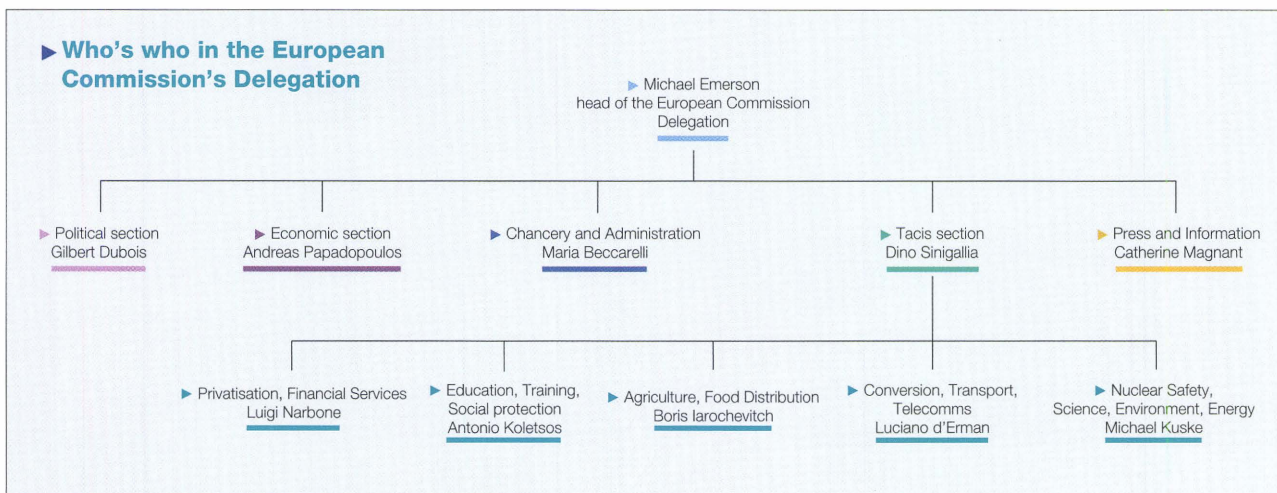 ▶ Who's who in the European
Commission's Delegation
▶ Michael Emerson
head of the European Commission
Delegation
▶ Political section
Gilbert Dubois
▶ Economic section
Andreas Papadopoulos
▶ Chancery and Administration
Maria Beccarelli
▶ Tacis section
Dino Sinigallia
▶ Press and Information
Catherine Magnant
▶ Privatisation, Financial Services
Luigi Narbone
▶ Education, Training,
Social protection
Antonio Koletsos
▶ Agriculture, Food Distribution
Boris Iarochevitch
▶ Conversion, Transport,
Telecomms
Luciano d'Erman
▶ Nuclear Safety,
Science, Environment, Energy
Michael Kuske